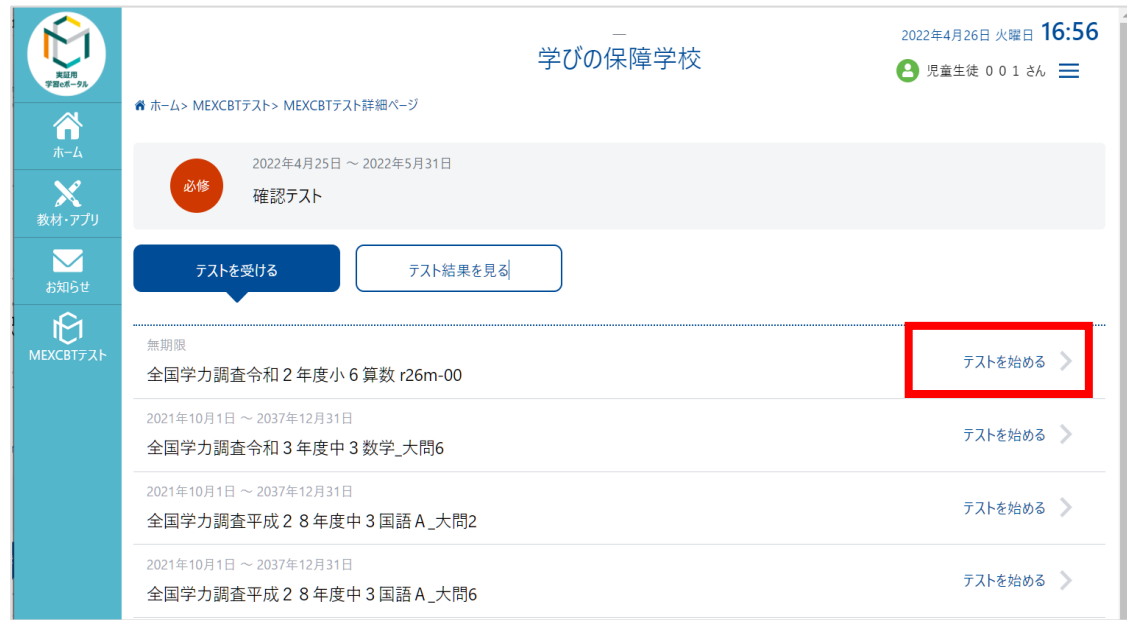 実証用
学習eポータル
ホーム
教材・アプリ
お知らせ
MEXCBTテスト
学びの保障学校
2022年4月26日 火曜日 16:56
児童生徒 ００１ さん
ホーム> MEXCBTテスト> MEXCBTテスト詳細ページ
必修
2022年4月25日 ～ 2022年5月31日
確認テスト
テストを受ける
テスト結果を見る
無期限
全国学力調査令和２年度小６算数 r26m-00
テストを始める
2021年10月1日 ～ 2037年12月31日
全国学力調査令和３年度中３数学_大問6
テストを始める
2021年10月1日 ～ 2037年12月31日
全国学力調査平成２８年度中３国語Ａ_大問2
テストを始める
2021年10月1日 ～ 2037年12月31日
全国学力調査平成２８年度中３国語Ａ_大問6
テストを始める